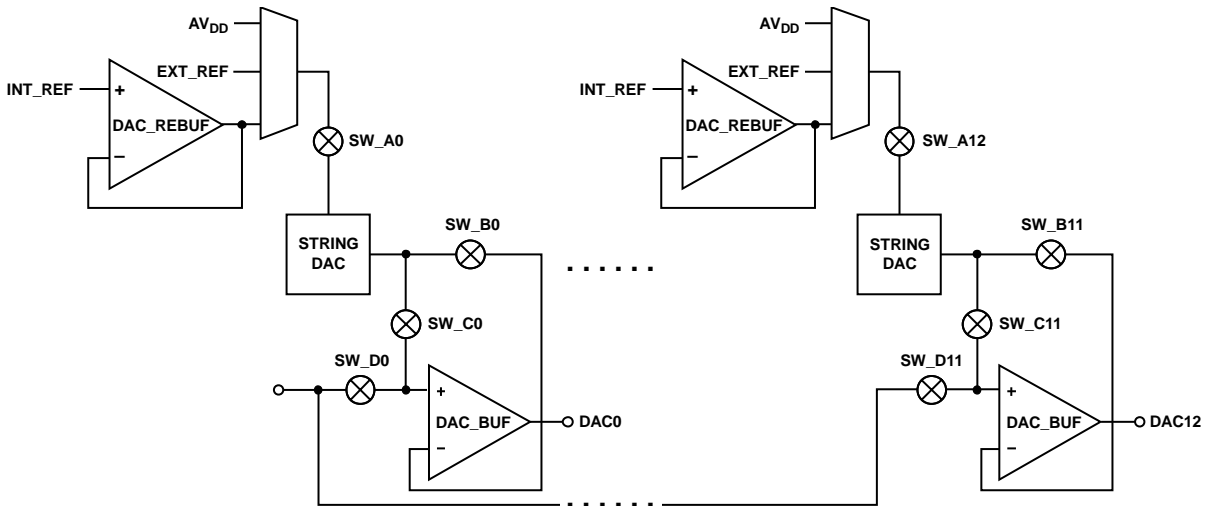 AVDD
EXT_REF
INT_REF
+
DAC_REBUF
−
SW_A0
STRING
DAC
SW_B0
SW_C0
SW_D0
+
DAC_BUF
−
DAC0
......
......
AVDD
EXT_REF
INT_REF
+
DAC_REBUF
−
SW_A12
STRING
DAC
SW_B11
SW_C11
SW_D11
+
DAC_BUF
−
DAC12